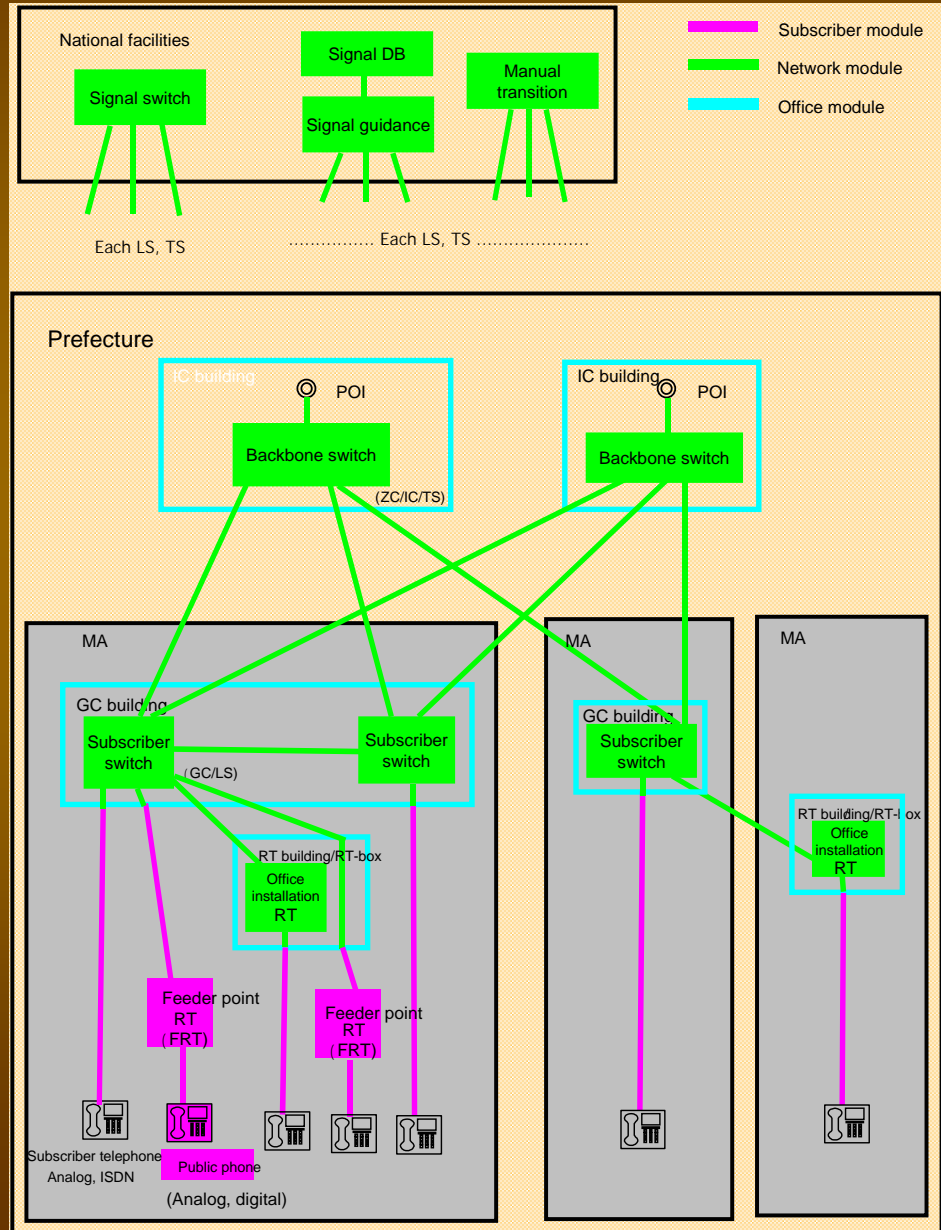 National facilities
Signal switch
Signal DB
Signal guidance
Manual
transition
Subscriber module
Network module
Office module
Each LS, TS
................ Each LS, TS .....................
Prefecture
IC building
POI
Backbone switch
(ZC/IC/TS)
IC building
POI
Backbone switch
MA
GC building
Subscriber
switch
(GC/LS)
Subscriber
switch
RT building/RT-box
Office
installation
RT
Feeder point
RT
(FRT)
Feeder point
RT
(FRT)
Subscriber telephone
Analog, ISDN
Public phone
(Analog, digital)
MA
GC building
Subscriber
switch
MA
RT building/RT-box
Office
installation
RT